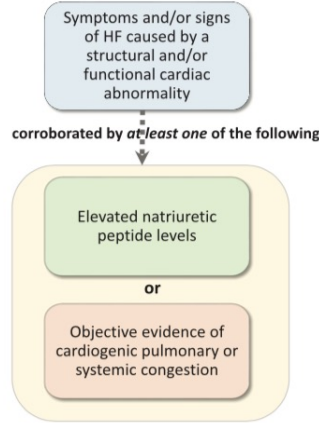 Symptoms and/or signs
of HF caused by a
structural and/or
functional cardiac
abnormality
corroborated by at least one of the following
Elevated natriuretic
peptide levels
or
Objective evidence of
cardiogenic pulmonary or
systemic congestion